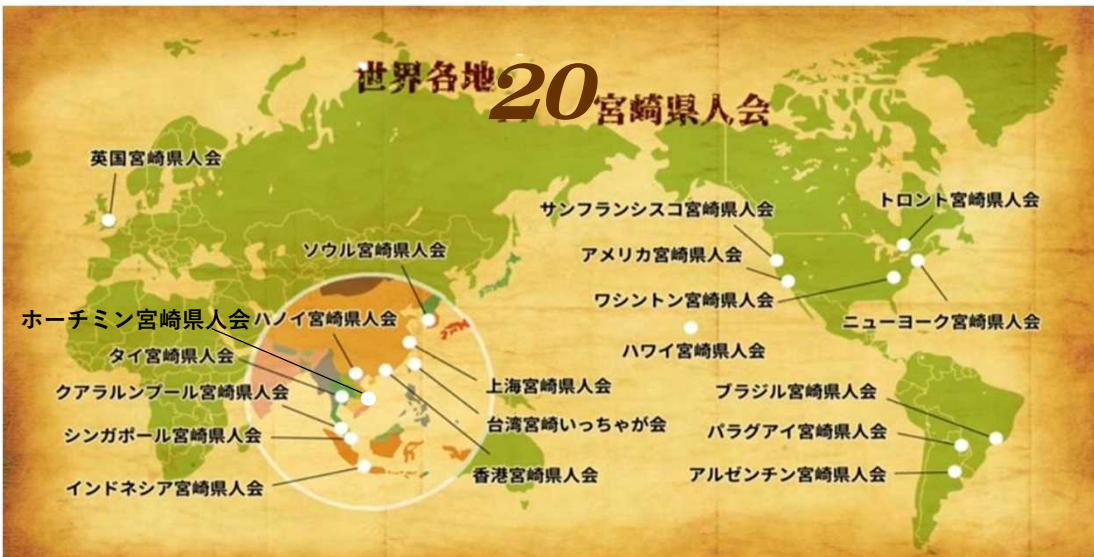 世界各地20宮崎県人会
英国宮崎県人会
サンフランシスコ宮崎県人会
トロント宮崎県人会
ソウル宮崎県人会
アメリカ宮崎県人会
ワシントン宮崎県人会
ホーチミン宮崎県人会
ハノイ宮崎県人会
ニューヨーク宮崎県人会
タイ宮崎県人会
ハワイ宮崎県人会
クアラルンプール宮崎県人会
上海宮崎県人会
ブラジル宮崎県人会
台湾宮崎いっちゃが会
シンガポール宮崎県人会
パラグアイ宮崎県人会
香港宮崎県人会
アルゼンチン宮崎県人会
インドネシア宮崎県人会